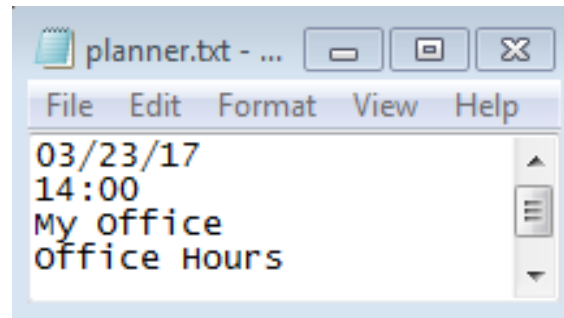 planner.txt - ...
File Edit Format View Help
03/23/17
14:00
My Office
Office Hours